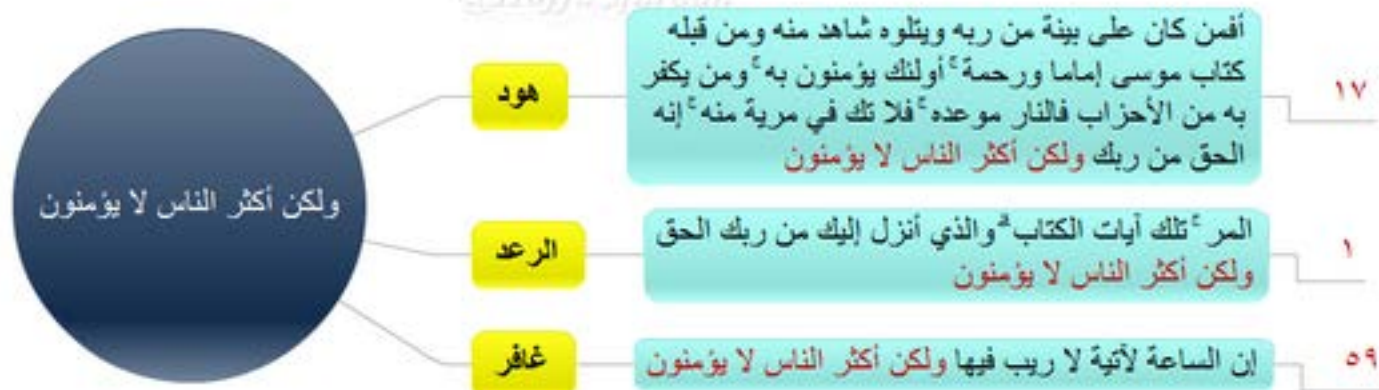 ولكن أكثر الناس لا يؤمنون
هود
أفمن كان على بينة من ربه ويتلوه شاهد منه ومن قبله
كتاب موسى إماما ورحمة ۚ أولئك يؤمنون به ۚ ومن يكفر
به من الأحزاب فالنار موعده ۚ فلا تك في مرية منه ۚ إنه
الحق من ربك ولكن أكثر الناس لا يؤمنون
١٧
الرعد
المر ۚ تلك آيات الكتاب ۗ والذي أنزل إليك من ربك الحق
ولكن أكثر الناس لا يؤمنون
١
غافر
إن الساعة لآتية لا ريب فيها ولكن أكثر الناس لا يؤمنون
٥٩